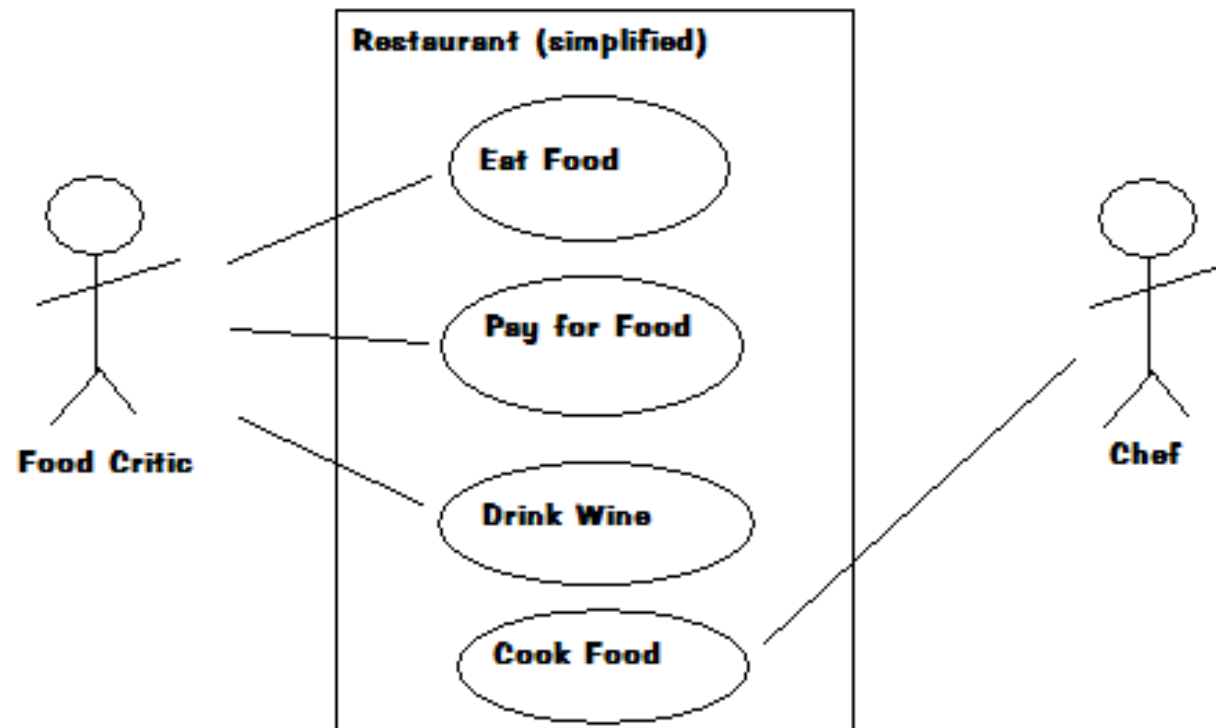 Restaurant (simplified)
Eat Food
Pay for Food
Drink Wine
Cook Food
Food Critic
Chef